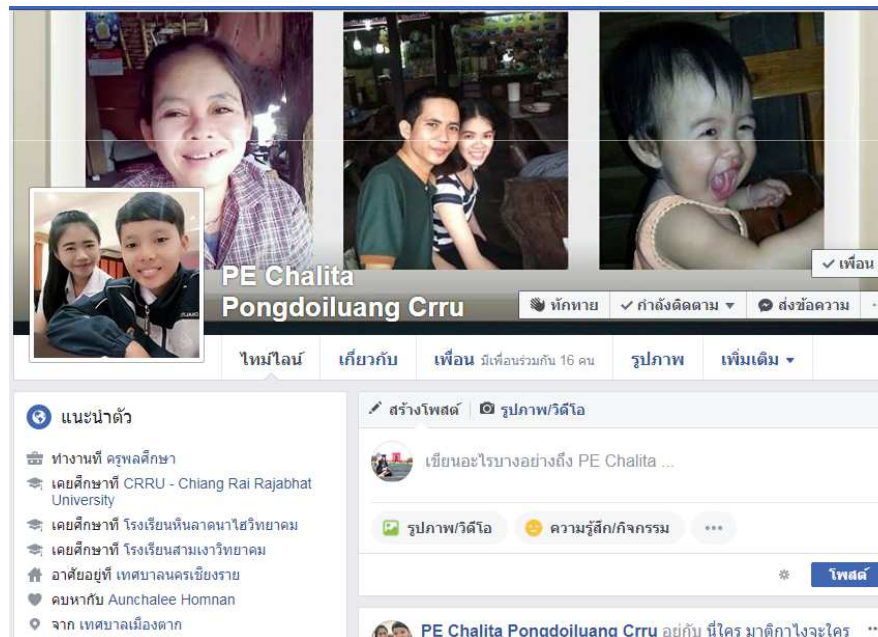 ✓ เพื่อน
PE Chalita
Pongdoiluang Crru
ทักทาย ✓ กำลังติดตาม ส่งข้อความ
ไทม์ไลน์ เกี่ยวกับ เพื่อน มีเพื่อนร่วมกัน 16 คน รูปภาพ เพิ่มเติม
แนะนำตัว
ทำงานที่ ครูพลศึกษา
เคยศึกษาที่ CRRU - Chiang Rai Rajabhat
University
เคยศึกษาที่ โรงเรียนหินลาดนาไฮวิทยาคม
เคยศึกษาที่ โรงเรียนสามเงาวิทยาคม
อาศัยอยู่ที่ เทศบาลนครเชียงราย
คบหากับ Aunchalee Homnan
จาก เทศบาลเมืองตาก
สร้างโพสต์ รูปภาพ/วิดีโอ
เขียนอะไรบางอย่างถึง PE Chalita ...
รูปภาพ/วิดีโอ ความรู้สึก/กิจกรรม ...
โพสต์
PE Chalita Pongdoiluang Crru อยู่กับ นี่ใคร มาติกาไงจะใคร ...